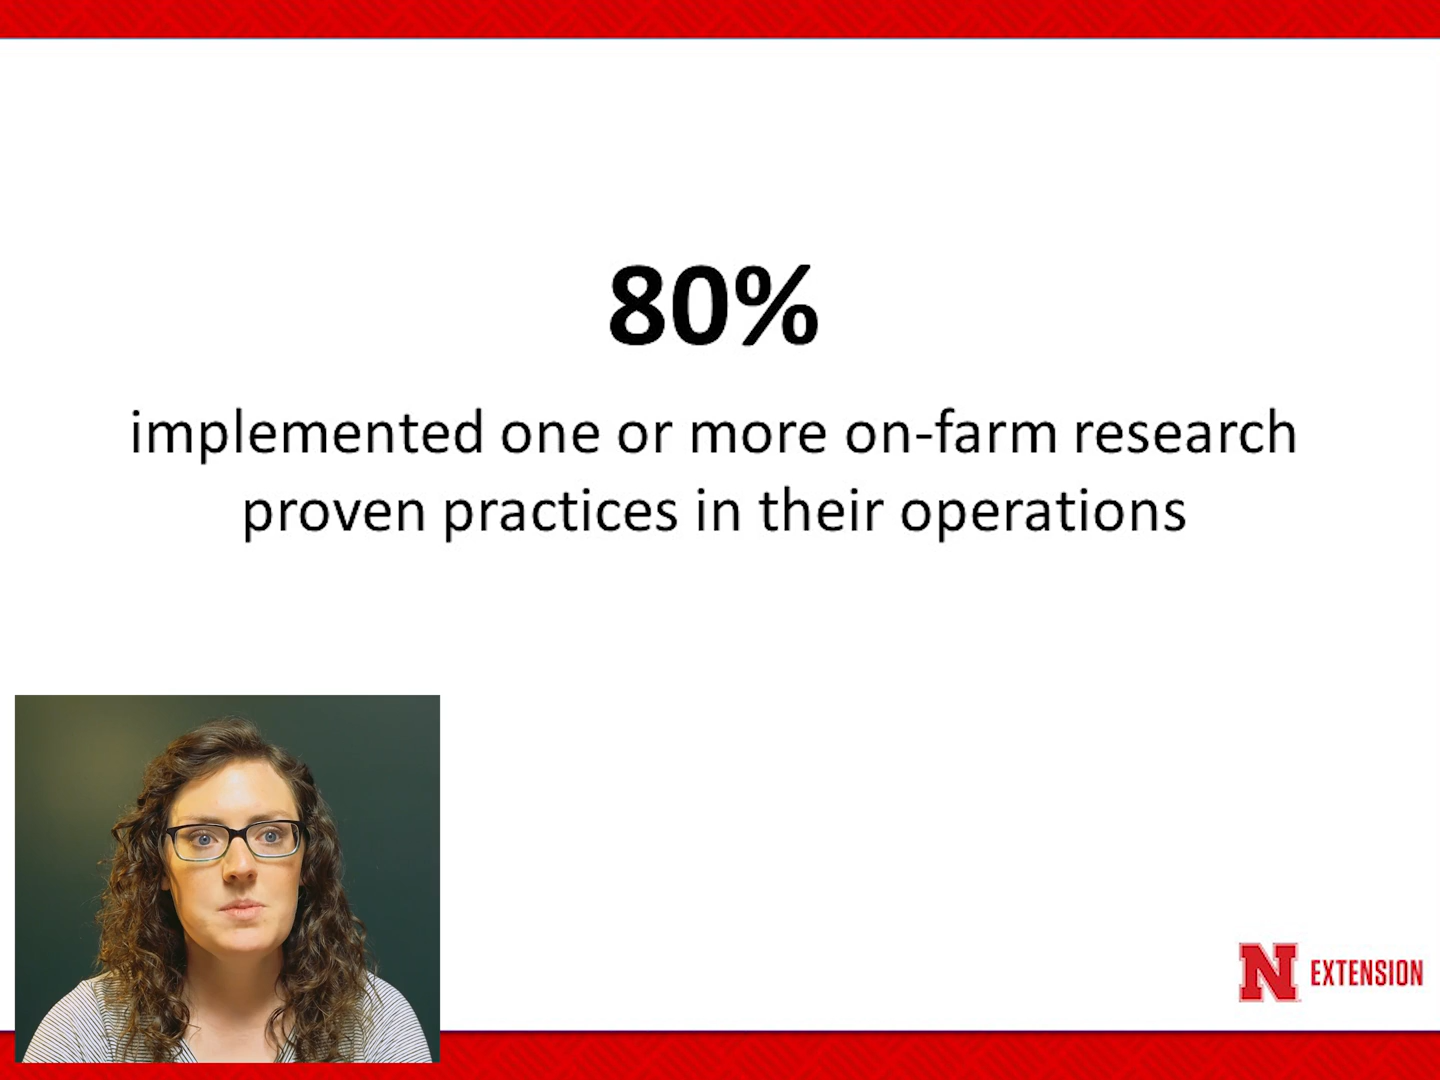 80%
implemented one or more on-farm research
proven practices in their operations
N EXTENSION